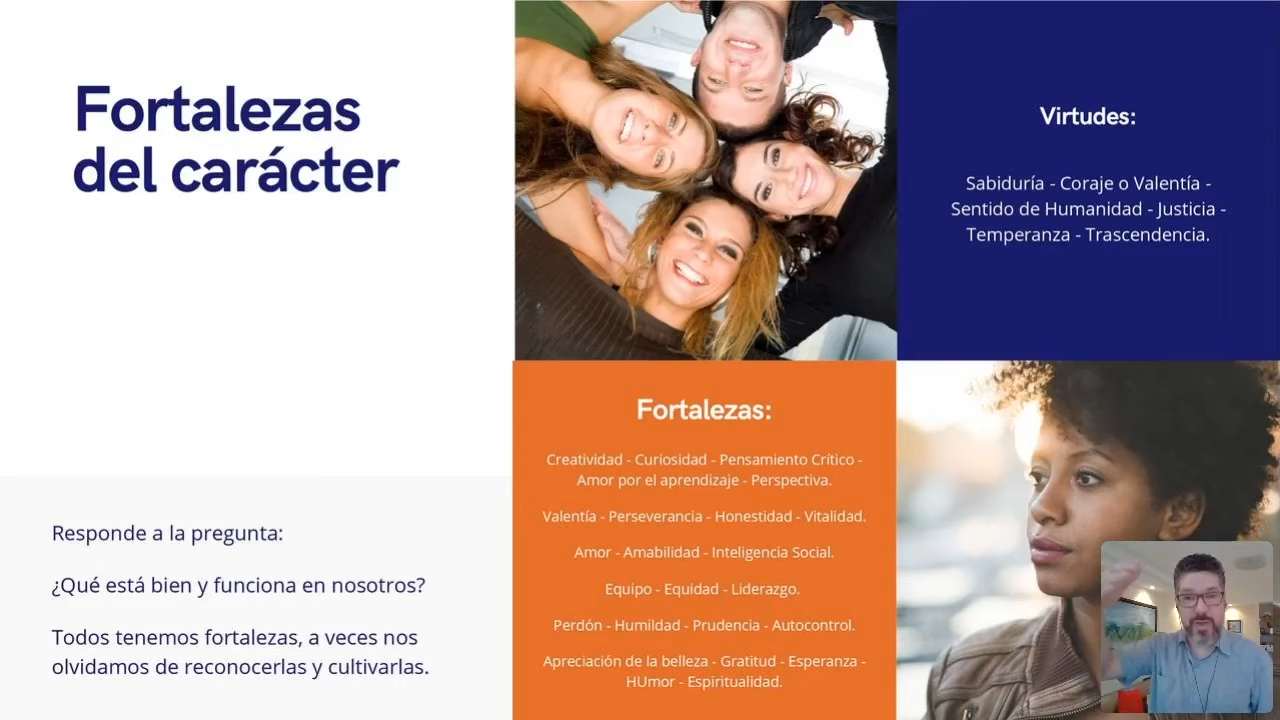 Fortalezas
del carácter
Responde a la pregunta:
¿Qué está bien y funciona en nosotros?
Todos tenemos fortalezas, a veces nos
olvidamos de reconocerlas y cultivarlas.
Virtudes:
Sabiduría - Coraje o Valentía -
Sentido de Humanidad - Justicia -
Temperanza - Trascendencia.
Fortalezas:
Creatividad - Curiosidad - Pensamiento Crítico -
Amor por el aprendizaje - Perspectiva.
Valentía - Perseverancia - Honestidad - Vitalidad.
Amor - Amabilidad - Inteligencia Social.
Equipo - Equidad - Liderazgo.
Perdón - Humildad - Prudencia - Autocontrol.
Apreciación de la belleza - Gratitud - Esperanza -
HUmor - Espiritualidad.